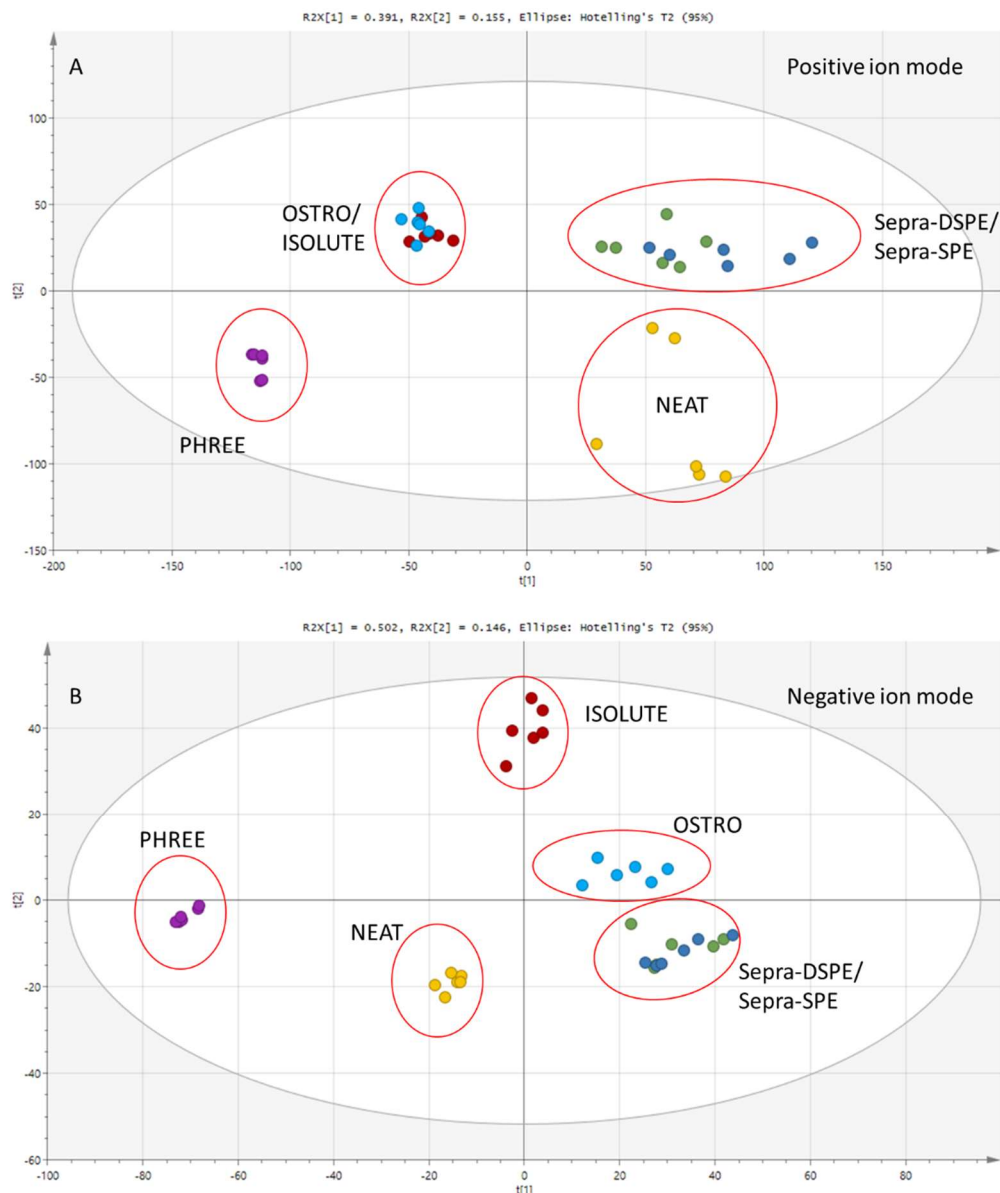 R2X[1] = 0.391, R2X[2] = 0.155, Ellipse: Hotelling's T2 (95%)
A
Positive ion mode
100
50
0
-50
-100
-150
t[2]
OSTRO/
ISOLUTE
Sepra-DSPE/
Sepra-SPE
NEAT
PHREE
-200
-150
-100
-50
0
50
100
150
t[1]
R2X[1] = 0.502, R2X[2] = 0.146, Ellipse: Hotelling's T2 (95%)
B
Negative ion mode
40
20
0
-20
-40
-60
t[2]
ISOLUTE
OSTRO
PHREE
NEAT
Sepra-DSPE/
Sepra-SPE
-100
-80
-60
-40
-20
0
20
40
60
80
t[1]